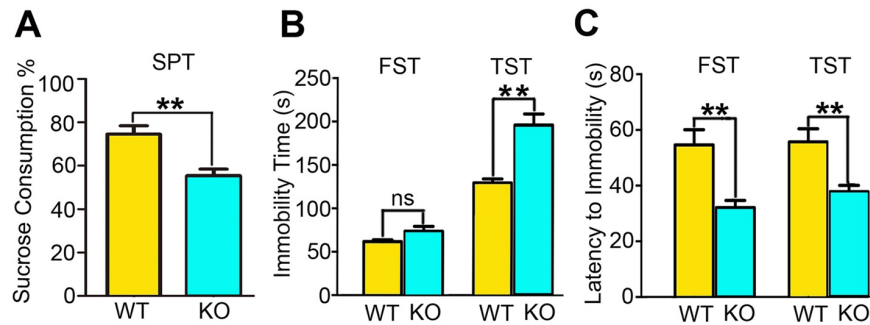 A
SPT
Sucrose Consumption %
100
80
60
40
20
0
**
WT KO
B
FST TST
Immobility Time (s)
250
200
150
100
50
0
ns
**
WT KO WT KO
C
FST TST
Latency to Immobility (s)
80
60
40
20
0
** **
WT KO WT KO